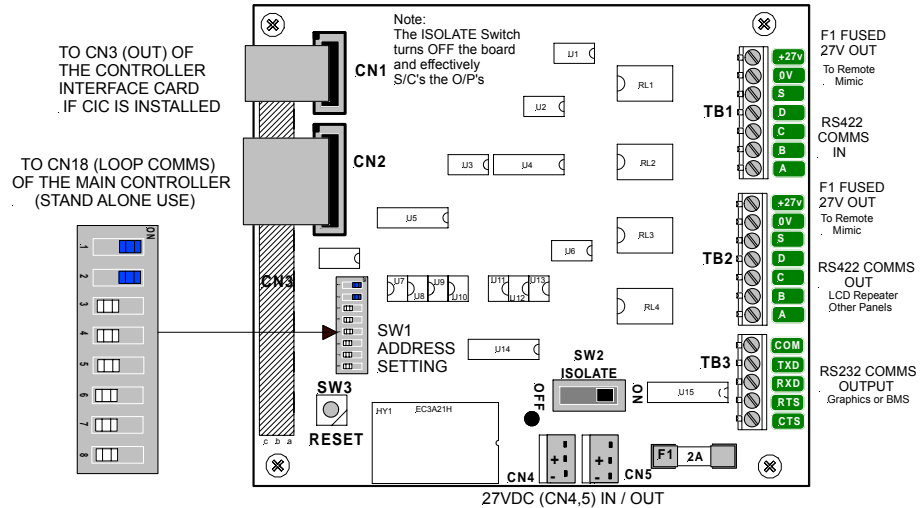 TO CN3 (OUT) OF
THE CONTROLLER
INTERFACE CARD
IF CIC IS INSTALLED
TO CN18 (LOOP COMMS)
OF THE MAIN CONTROLLER
(STAND ALONE USE)
ON
1
2
3
4
5
6
7
8
Note:
The ISOLATE Switch
turns OFF the board
and effectively
S/C's the O/P's
CN1
CN2
CN3
c b a
U1
U2
U3
U4
U5
U6
U7
U8
U9
U10
U11
U12
U13
U14
U15
RL1
RL2
RL3
RL4
SW1
ADDRESS
SETTING
SW3
RESET
HY1
EC3A21H
SW2
ISOLATE
OFF
ON
CN4
+
-
+
-
CN5
F1
2A
27VDC (CN4,5) IN / OUT
TB1
+27v
0V
S
D
C
B
A
TB2
+27v
0V
S
D
C
B
A
TB3
COM
TXD
RXD
RTS
CTS
F1 FUSED
27V OUT
To Remote
Mimic
RS422
COMMS
IN
F1 FUSED
27V OUT
To Remote
Mimic
RS422 COMMS
OUT
LCD Repeater
Other Panels
RS232 COMMS
OUTPUT
Graphics or BMS